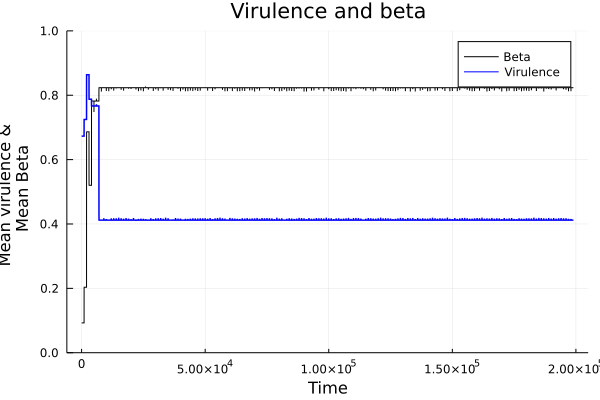 Virulence and beta
Beta
Virulence
Mean virulence &
Mean Beta
1.0
0.8
0.6
0.4
0.2
0.0
0 5.00×10⁴ 1.00×10⁵ 1.50×10⁵ 2.00×10⁵
Time